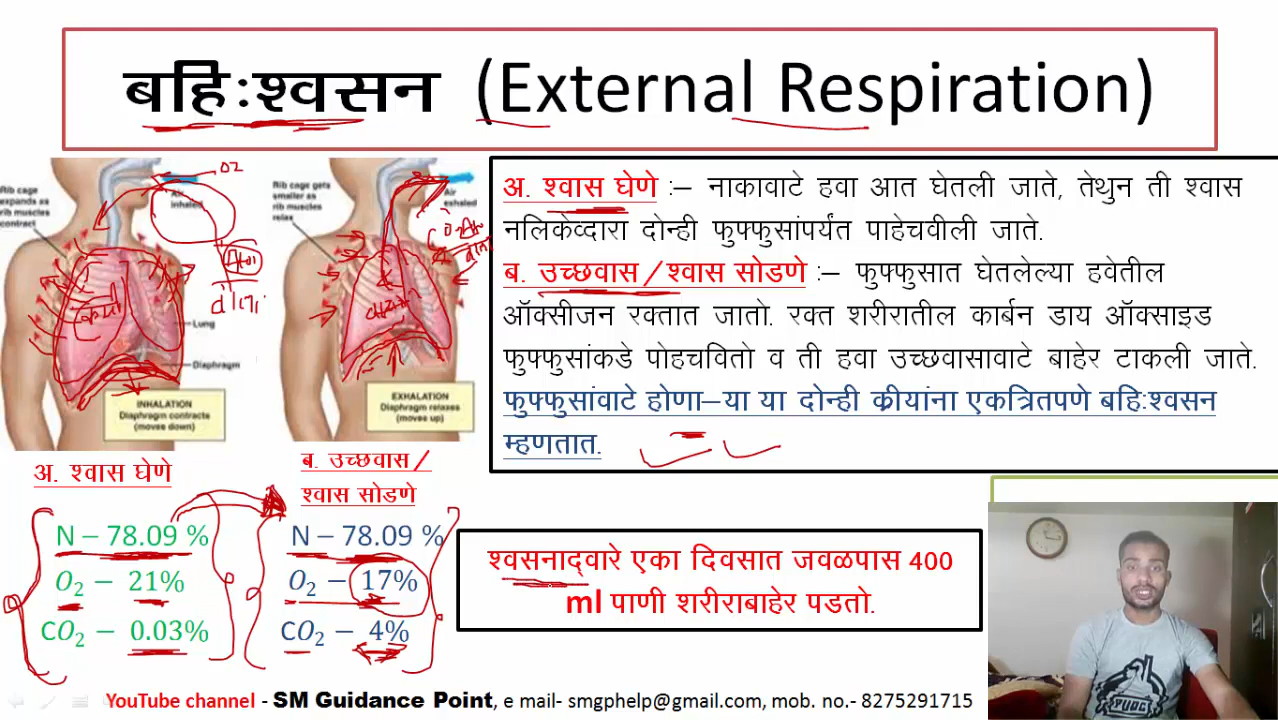 बहिःश्वसन (External Respiration)
Rib cage
expands as
rib muscles
contract
Air
inhaled
O2
Lung
Diaphragm
INHALATION
Diaphragm contracts
(moves down)
Rib cage gets
smaller as
rib muscles
relax
Air
exhaled
EXHALATION
Diaphragm relaxes
(moves up)
अ. श्वास घेणे :– नाकावाटे हवा आत घेतली जाते, तेथुन ती श्वास
नलिकेव्दारा दोन्ही फुफ्फुसांपर्यंत पाहेचवीली जाते.
ब. उच्छवास/श्वास सोडणे :– फुफ्फुसात घेतलेल्या हवेतील
ऑक्सीजन रक्तात जातो. रक्त शरीरातील कार्बन डाय ऑक्साइड
फुफ्फुसांकडे पोहचवितो व ती हवा उच्छवासावाटे बाहेर टाकली जाते.
फुफ्फुसांवाटे होणा–या या दोन्ही क्रीयांना एकत्रितपणे बहिःश्वसन
म्हणतात.
अ. श्वास घेणे
N – 78.09 %
O₂ – 21%
CO₂ – 0.03%
ब. उच्छवास/
श्वास सोडणे
N – 78.09 %
O₂ – 17%
CO₂ – 4%
श्वसनाद्वारे एका दिवसात जवळपास 400
ml पाणी शरीराबाहेर पडतो.
YouTube channel - SM Guidance Point, e mail- smgphelp@gmail.com, mob. no.- 8275291715